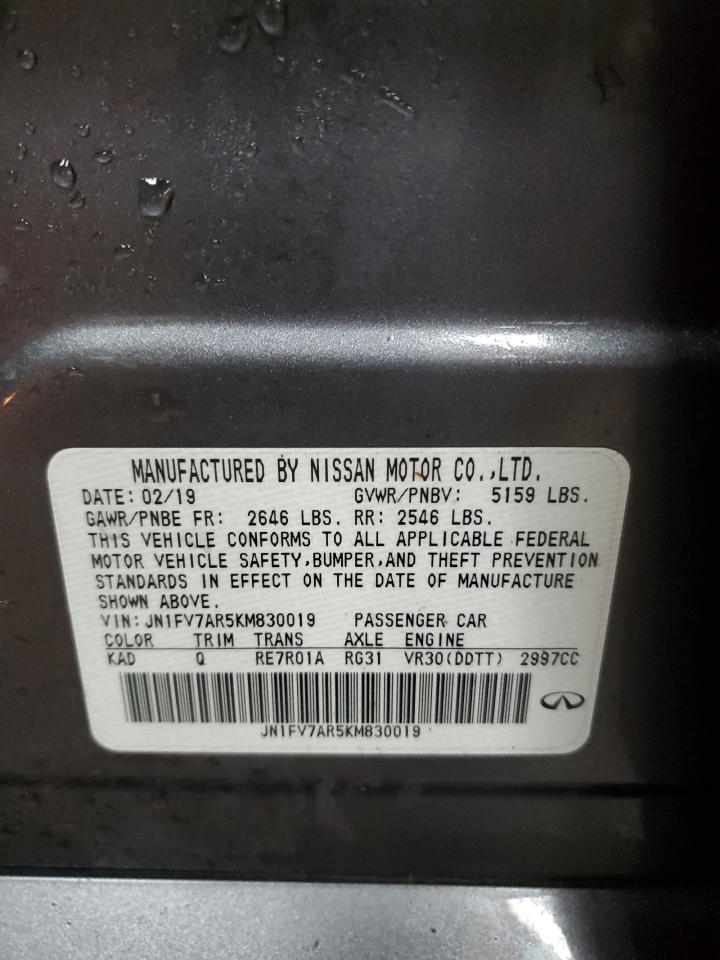 MANUFACTURED BY NISSAN MOTOR CO.,LTD.
DATE: 02/19 GVWR/PNBV: 5159 LBS.
GAWR/PNBE FR: 2646 LBS. RR: 2546 LBS.
THIS VEHICLE CONFORMS TO ALL APPLICABLE FEDERAL
MOTOR VEHICLE SAFETY,BUMPER,AND THEFT PREVENTION
STANDARDS IN EFFECT ON THE DATE OF MANUFACTURE
SHOWN ABOVE.
VIN:JN1FV7AR5KM830019 PASSENGER CAR
COLOR TRIM TRANS AXLE ENGINE
KAD Q RE7R01A RG31 VR30(DDTT) 2997CC
JN1FV7AR5KM830019